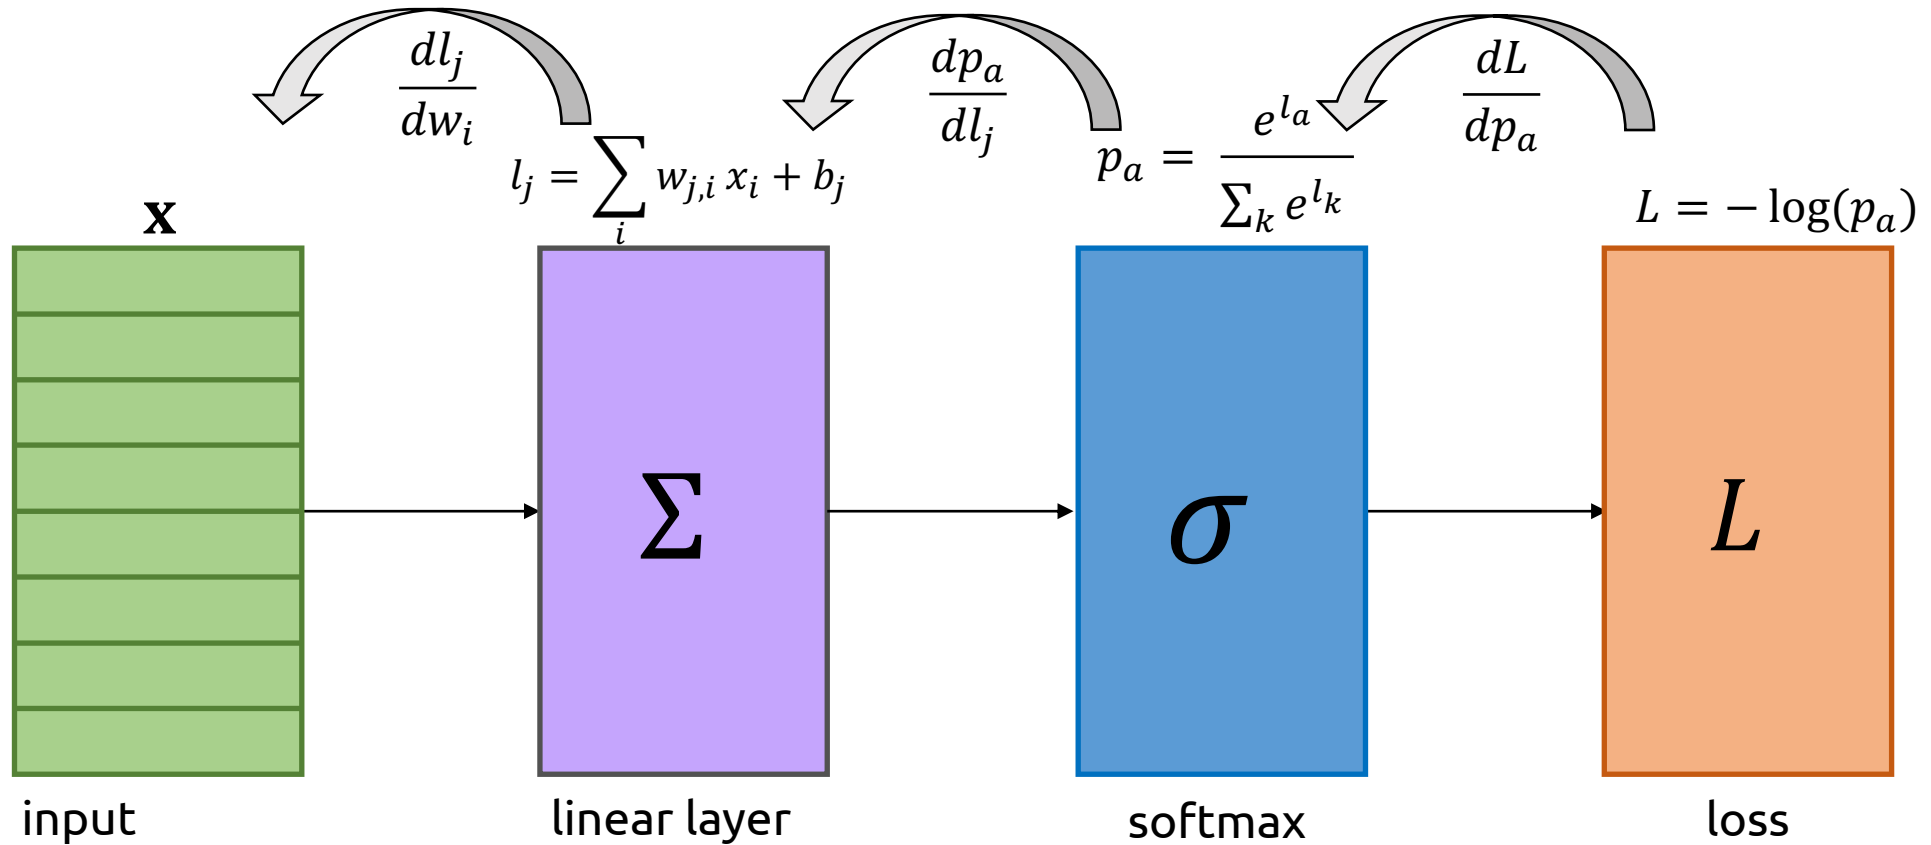 dl_j/dw_i
dp_a/dl_j
dL/dp_a
l_j = ∑_i w_{j,i} x_i + b_j
p_a = e^{l_a} / ∑_k e^{l_k}
L = − log(p_a)
x
Σ
σ
L
input
linear layer
softmax
loss